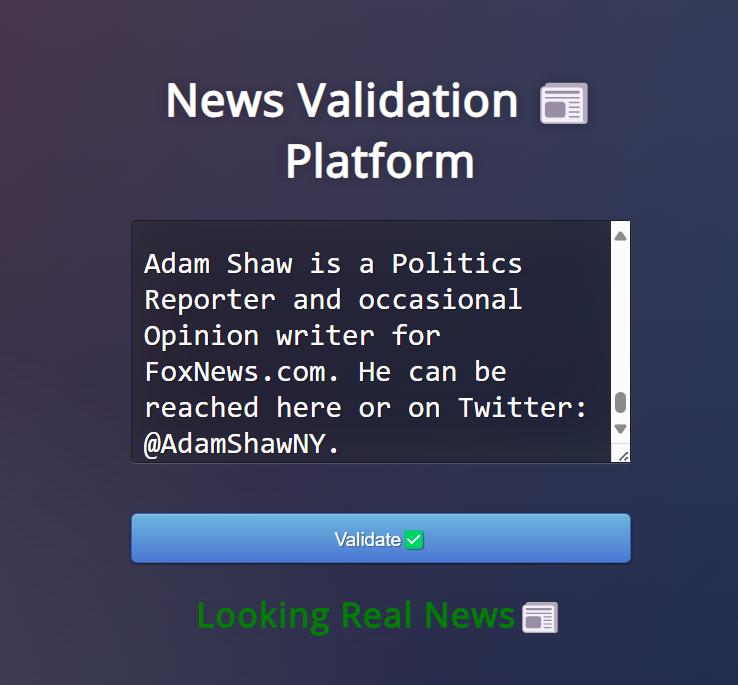 News Validation 📰
Platform
Adam Shaw is a Politics
Reporter and occasional
Opinion writer for
FoxNews.com. He can be
reached here or on Twitter:
@AdamShawNY.
Validate✅
Looking Real News📰